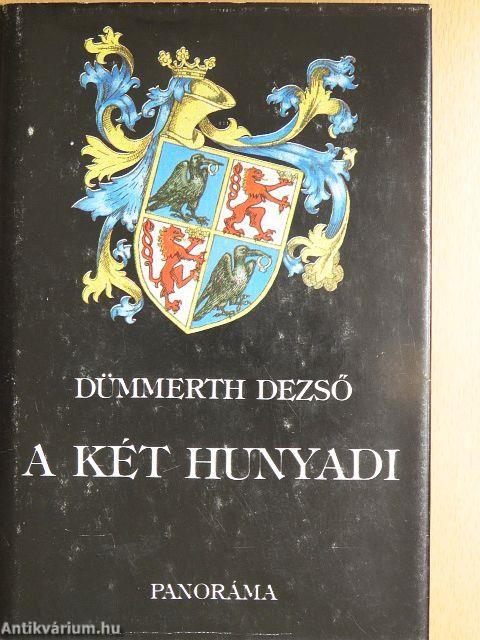 DÜMMERTH DEZSŐ
A KÉT HUNYADI
PANORÁMA
Antikvárium.hu